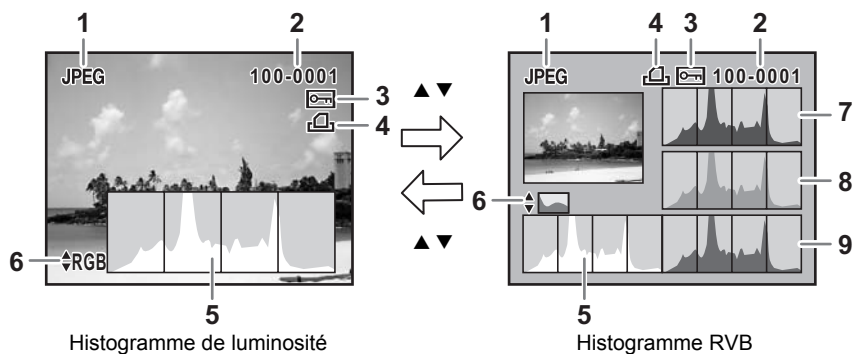 1 2
JPEG 100-0001
3
4
6 RGB
5
Histogramme de luminosité
▲ ▼
▲ ▼
1 4 3 2
JPEG 100-0001
7
8
6
9
5
Histogramme RVB